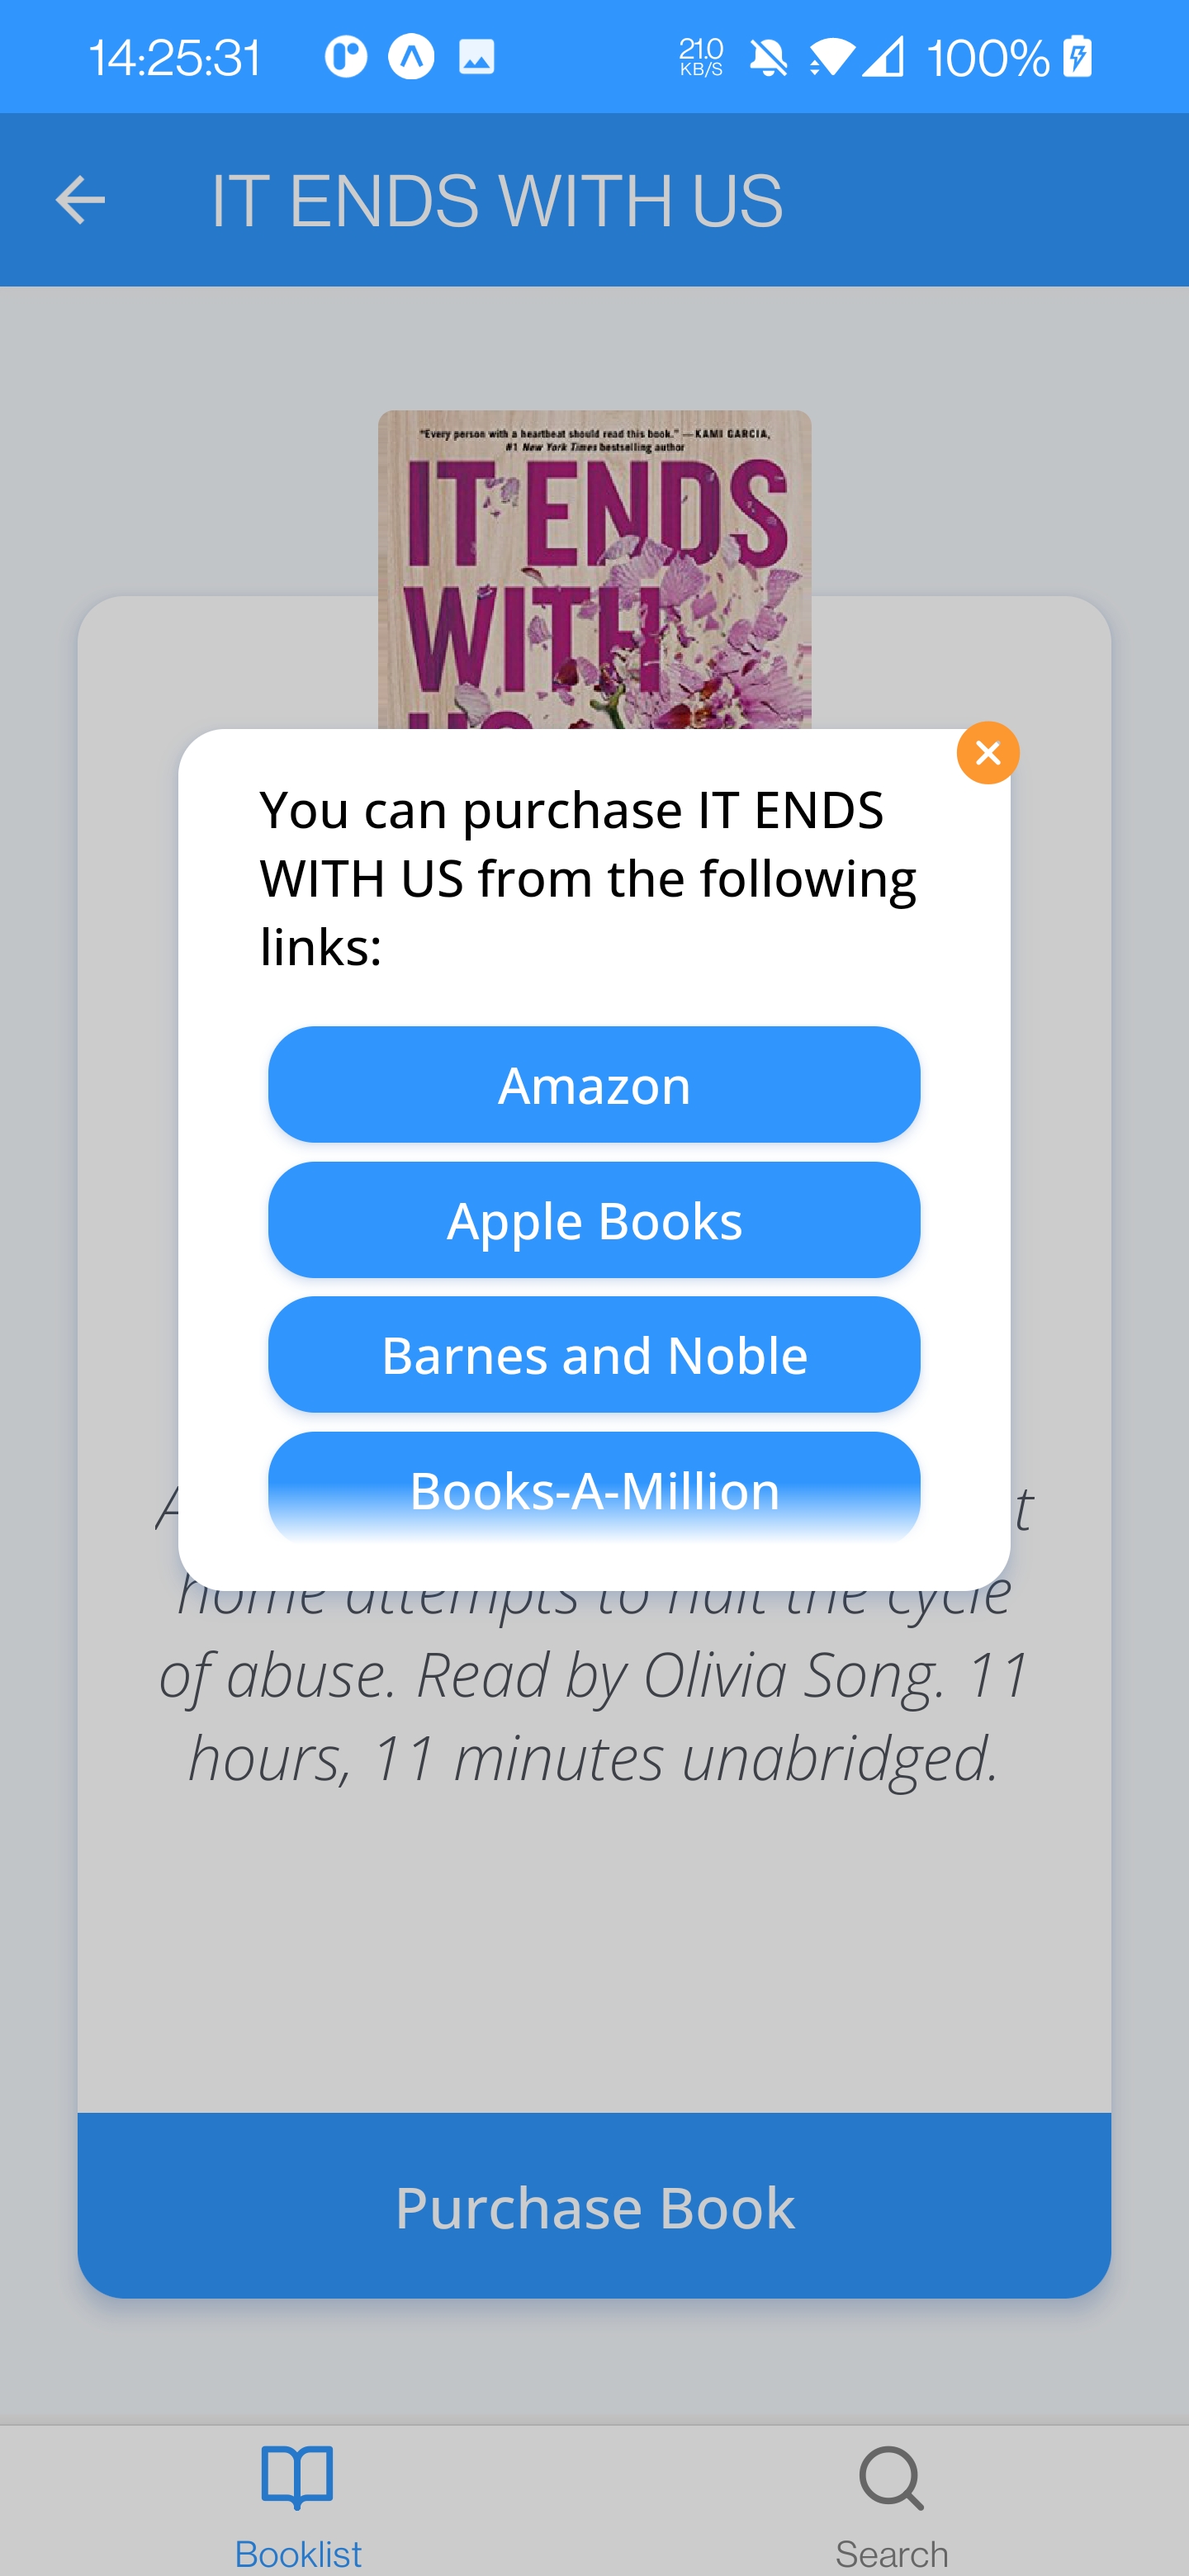 14:25:31
21.0
KB/S
100%
IT ENDS WITH US
"Every person with a heartbeat should read this book." —KAMI GARCIA,
#1 New York Times bestselling author
IT ENDS
WITH
You can purchase IT ENDS
WITH US from the following
links:
Amazon
Apple Books
Barnes and Noble
Books-A-Million
home attempts to halt the cycle
of abuse. Read by Olivia Song. 11
hours, 11 minutes unabridged.
Purchase Book
Booklist
Search